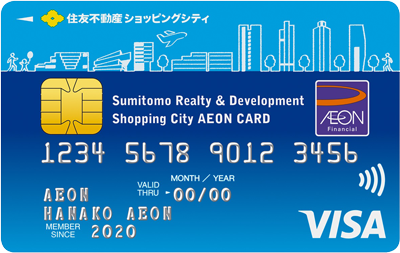 住友不動産 ショッピングシティ
Sumitomo Realty & Development
Shopping City AEON CARD
AEON
Financial
1234 5678 9012 3456
MONTH / YEAR
VALID
THRU
00/00
AEON
HANAKO AEON
MEMBER
SINCE
2020
VISA